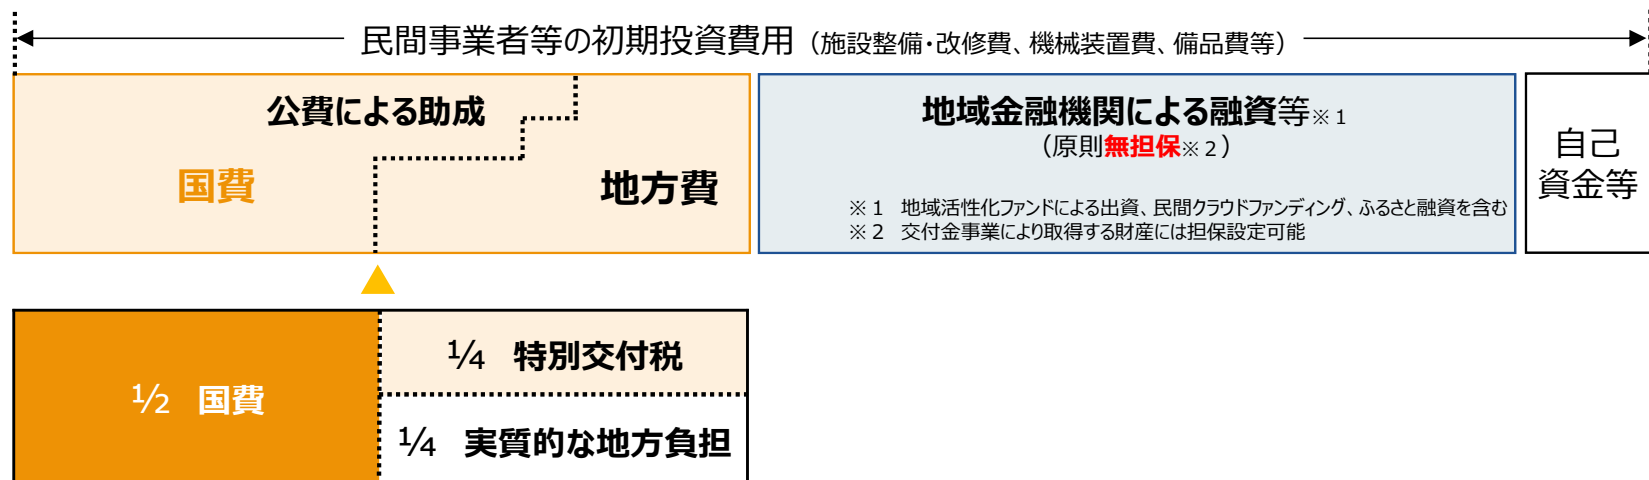 民間事業者等の初期投資費用（施設整備・改修費、機械装置費、備品費等）
公費による助成
国費
地方費
地域金融機関による融資等※１
（原則無担保※２）
※１　地域活性化ファンドによる出資、民間クラウドファンディング、ふるさと融資を含む
※２　交付金事業により取得する財産には担保設定可能
自己
資金等
½　国費
¼　特別交付税
¼　実質的な地方負担